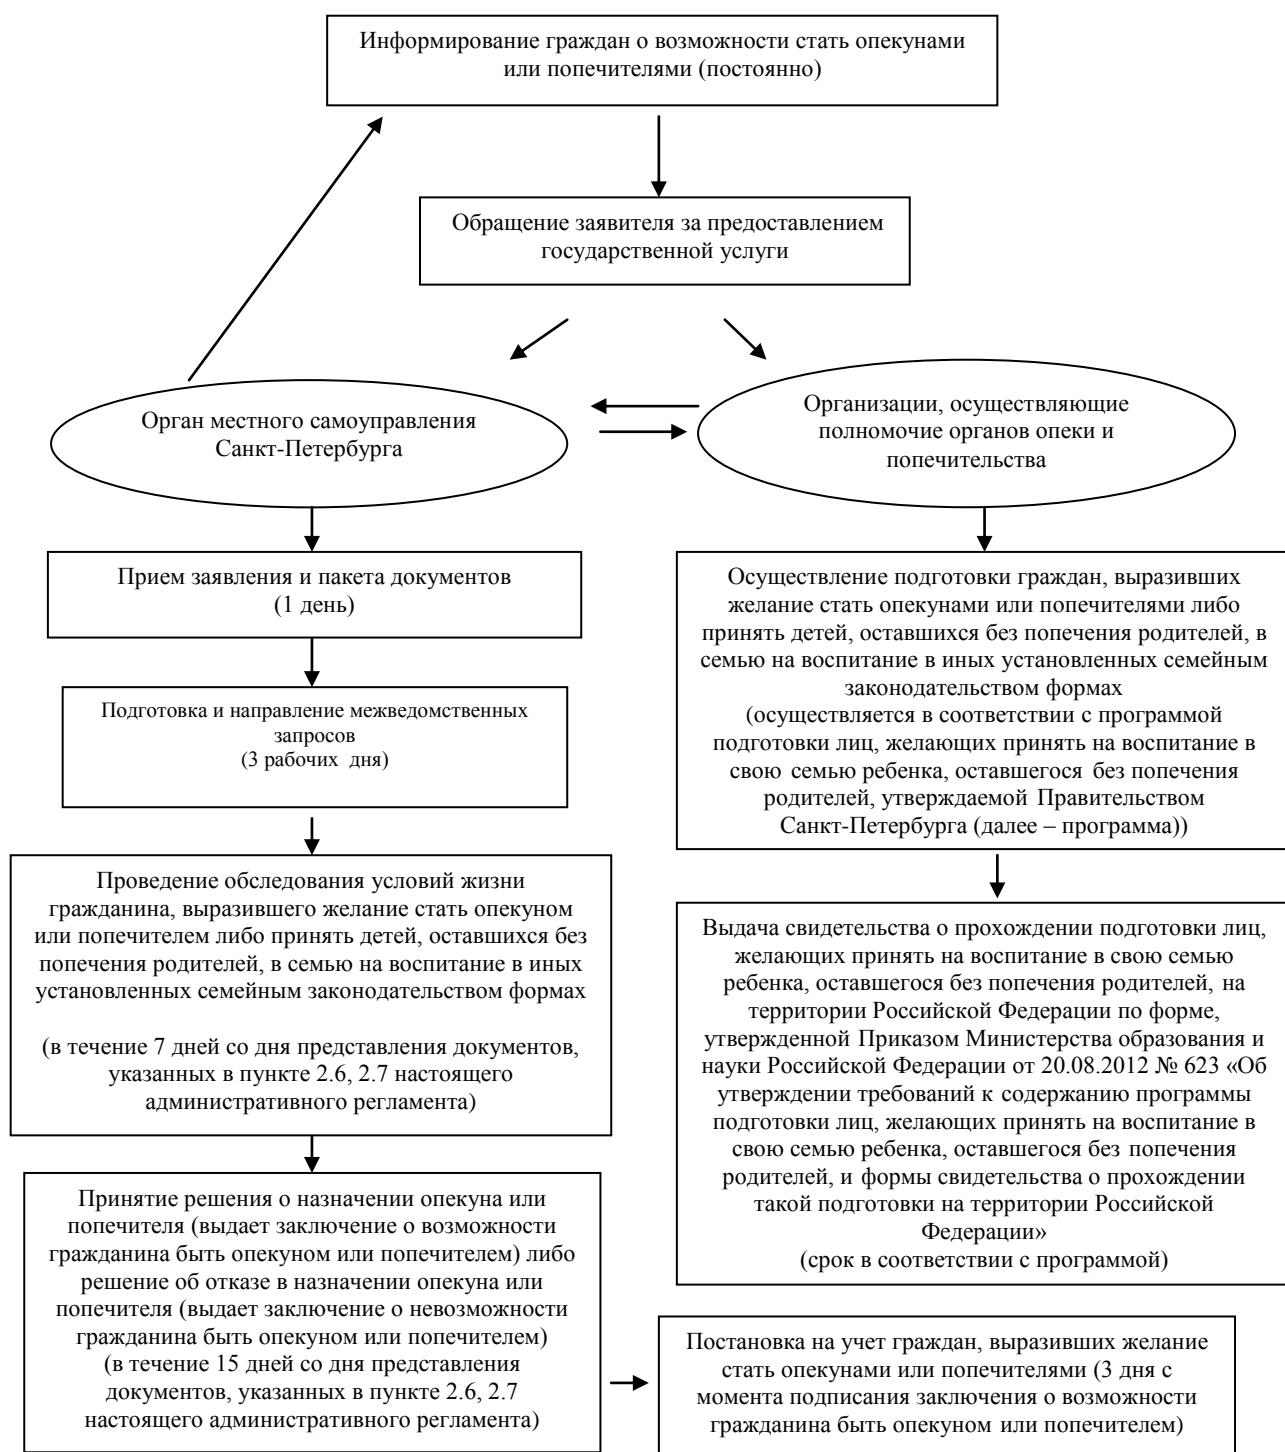 Информирование граждан о возможности стать опекунами
или попечителями (постоянно)
Обращение заявителя за предоставлением
государственной услуги
Орган местного самоуправления
Санкт-Петербурга
Организации, осуществляющие
полномочие органов опеки и
попечительства
Прием заявления и пакета документов
(1 день)
Подготовка и направление межведомственных
запросов
(3 рабочих дня)
Проведение обследования условий жизни
гражданина, выразившего желание стать опекуном
или попечителем либо принять детей, оставшихся без
попечения родителей, в семью на воспитание в иных
установленных семейным законодательством формах
(в течение 7 дней со дня представления документов,
указанных в пункте 2.6, 2.7 настоящего
административного регламента)
Принятие решения о назначении опекуна или
попечителя (выдает заключение о возможности
гражданина быть опекуном или попечителем) либо
решение об отказе в назначении опекуна или
попечителя (выдает заключение о невозможности
гражданина быть опекуном или попечителем)
(в течение 15 дней со дня представления
документов, указанных в пункте 2.6, 2.7
настоящего административного регламента)
Осуществление подготовки граждан, выразивших
желание стать опекунами или попечителями либо
принять детей, оставшихся без попечения родителей, в
семью на воспитание в иных установленных семейным
законодательством формах
(осуществляется в соответствии с программой
подготовки лиц, желающих принять на воспитание в
свою семью ребенка, оставшегося без попечения
родителей, утверждаемой Правительством
Санкт-Петербурга (далее – программа))
Выдача свидетельства о прохождении подготовки лиц,
желающих принять на воспитание в свою семью
ребенка, оставшегося без попечения родителей, на
территории Российской Федерации по форме,
утвержденной Приказом Министерства образования и
науки Российской Федерации от 20.08.2012 № 623 «Об
утверждении требований к содержанию программы
подготовки лиц, желающих принять на воспитание в
свою семью ребенка, оставшегося без попечения
родителей, и формы свидетельства о прохождении
такой подготовки на территории Российской
Федерации»
(срок в соответствии с программой)
Постановка на учет граждан, выразивших желание
стать опекунами или попечителями (3 дня с
момента подписания заключения о возможности
гражданина быть опекуном или попечителем)